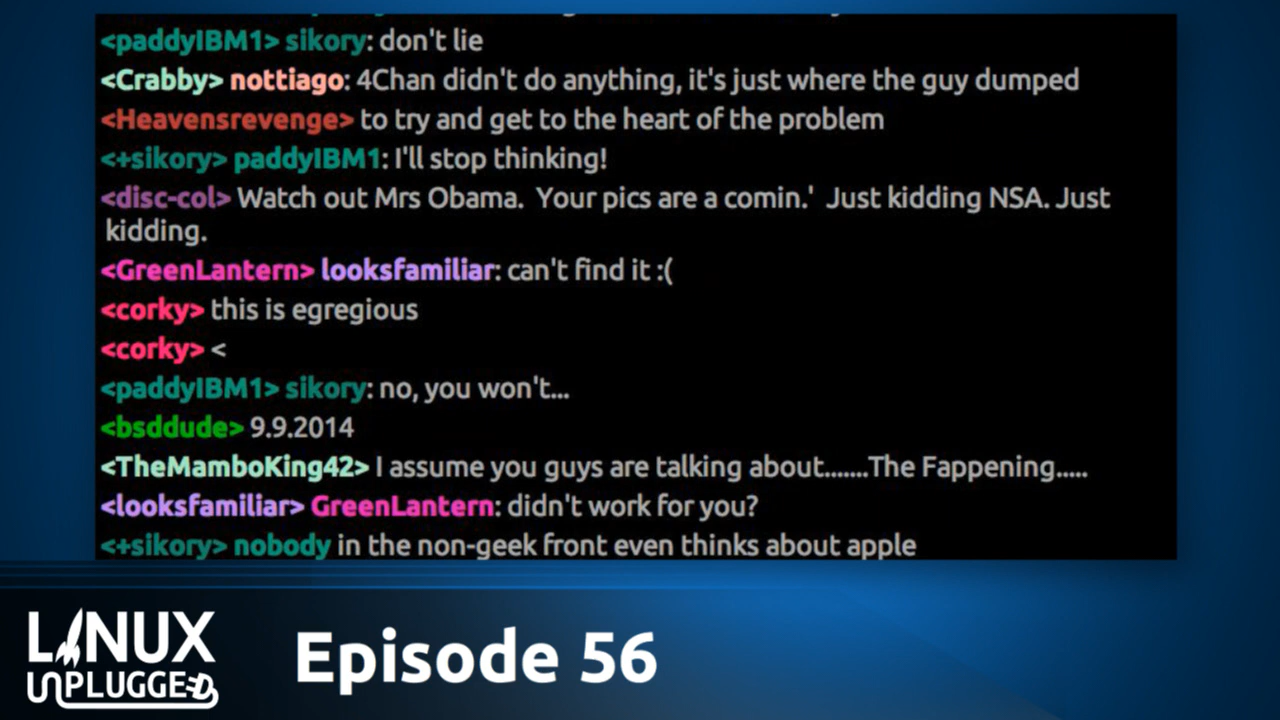 <paddyIBM1> sikory: don't lie
<Crabby> nottiago: 4Chan didn't do anything, it's just where the guy dumped
<Heavensrevenge> to try and get to the heart of the problem
<+sikory> paddyIBM1: I'll stop thinking!
<disc-col> Watch out Mrs Obama.  Your pics are a comin.'  Just kidding NSA. Just
kidding.
<GreenLantern> looksfamiliar: can't find it :(
<corky> this is egregious
<corky> <
<paddyIBM1> sikory: no, you won't...
<bsddude> 9.9.2014
<TheMamboKing42> I assume you guys are talking about.......The Fappening.....
<looksfamiliar> GreenLantern: didn't work for you?
<+sikory> nobody in the non-geek front even thinks about apple
LINUX
UNPLUGGED
Episode 56